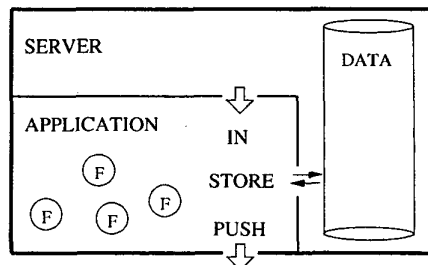 SERVER
DATA
APPLICATION
IN
F
STORE
F
F
F
PUSH